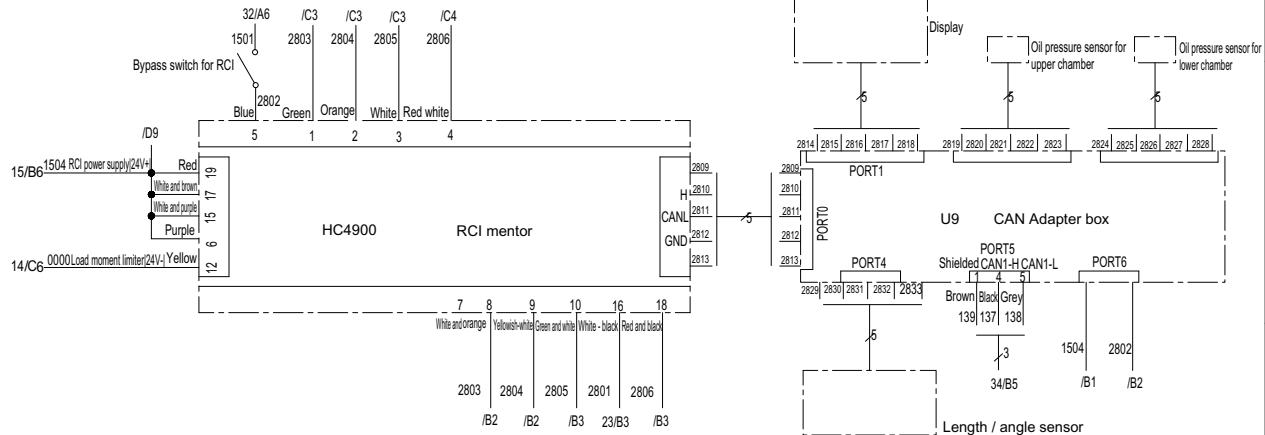 32/A6 /C3 /C3 /C3 /C4
1501 2803 2804 2805 2806
Bypass switch for RCI
2802
Blue Green Orange White Red white
5 1 2 3 4
/D9
15/B6 1504 RCI power supply|24V+| Red 19
White and brown 17
White and purple 15
Purple 6
14/C6 0000 Load moment limiter|24V-| Yellow 12
HC4900 RCI mentor
2809
H 2810
CANL 2811
GND 2812
2813
5
7 8 9 10 16 18
White and orange Yellowish-white Green and white White - black Red and black
2803 2804 2805 2801 2806
/B2 /B2 /B3 23/B3 /B3
Display
Oil pressure sensor for
upper chamber
Oil pressure sensor for
lower chamber
5 5 5
2814 2815 2816 2817 2818 2819 2820 2821 2822 2823 2824 2825 2826 2827 2828
PORT1
2809
2810
2811
2812
2813
PORT0
U9 CAN Adapter box
PORT4 PORT5 PORT6
Shielded CAN1-H CAN1-L
1 4 5
2829 2830 2831 2832 2833
Brown Black Grey
139 137 138
5
3
34/B5
1504 2802
/B1 /B2
Length / angle sensor